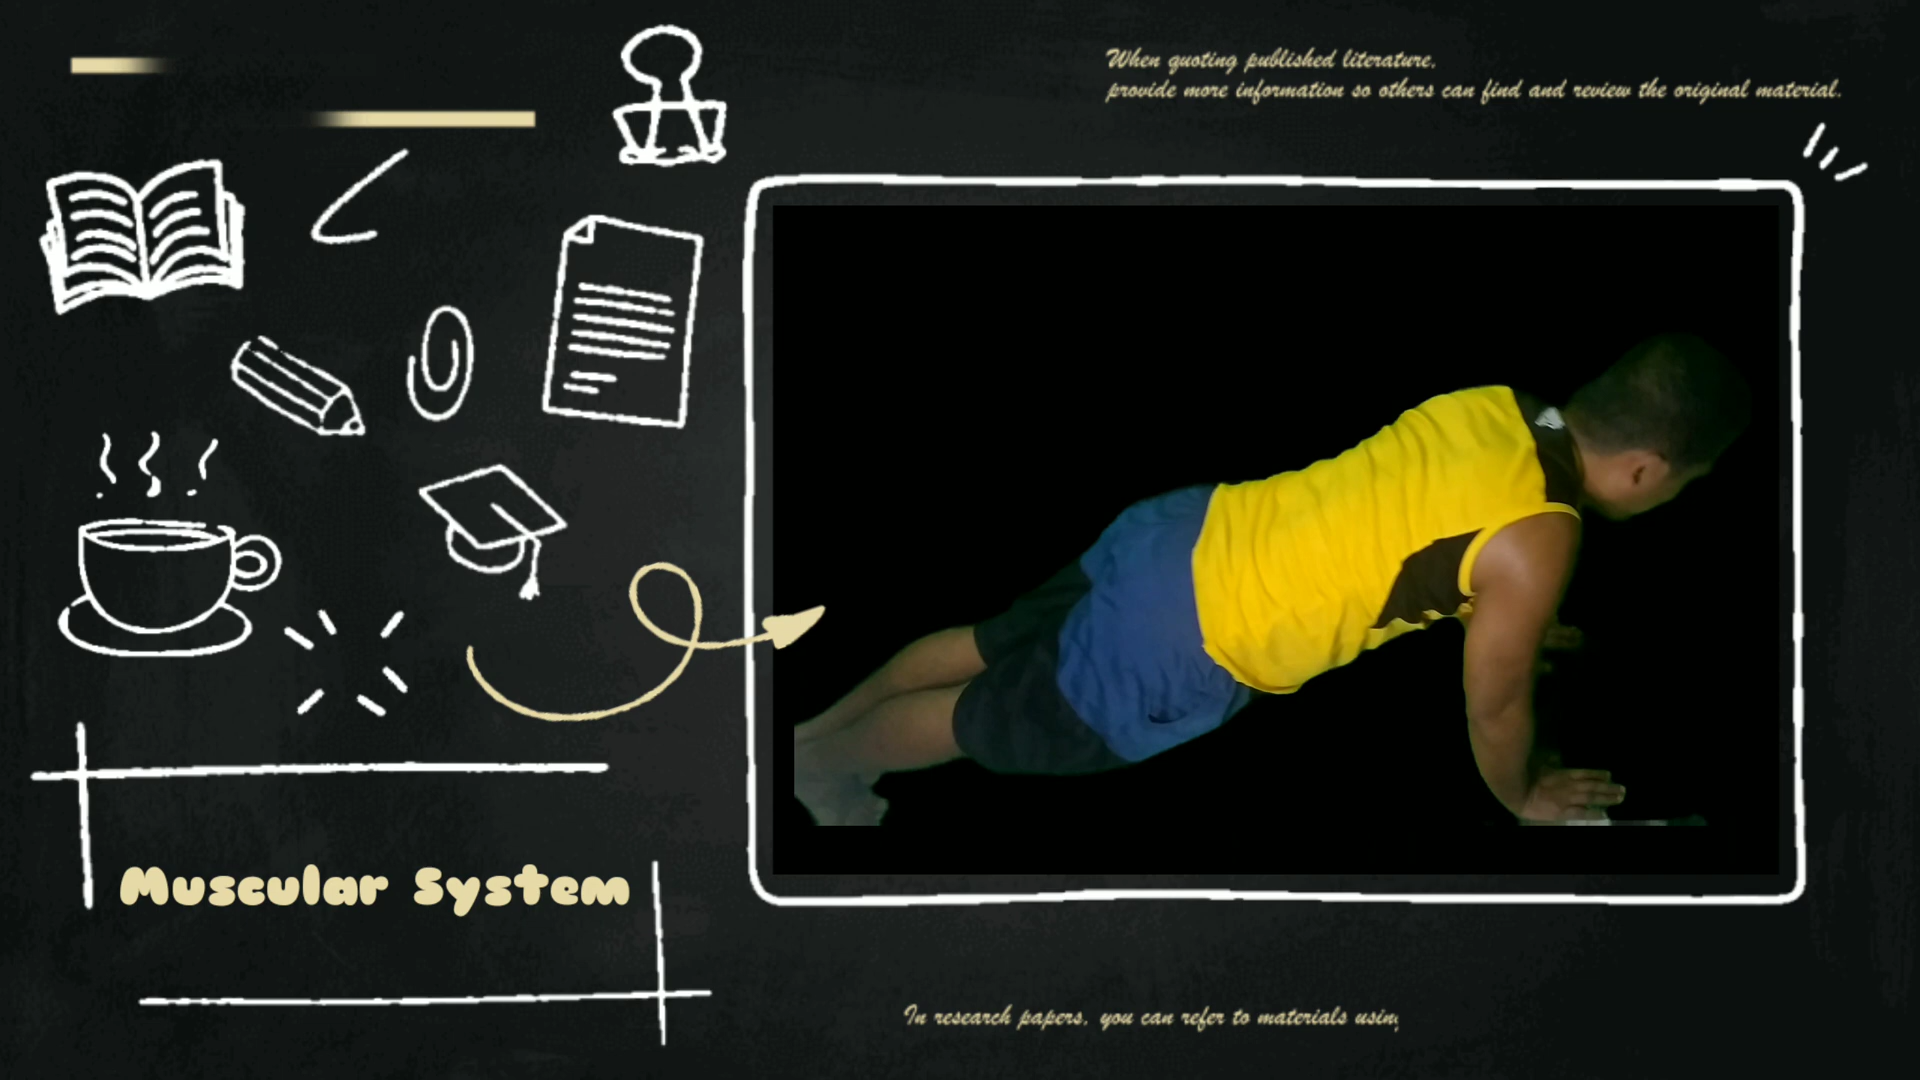 When quoting published literature,
provide more information so others can find and review the original material.
Muscular System
In research papers, you can refer to materials using